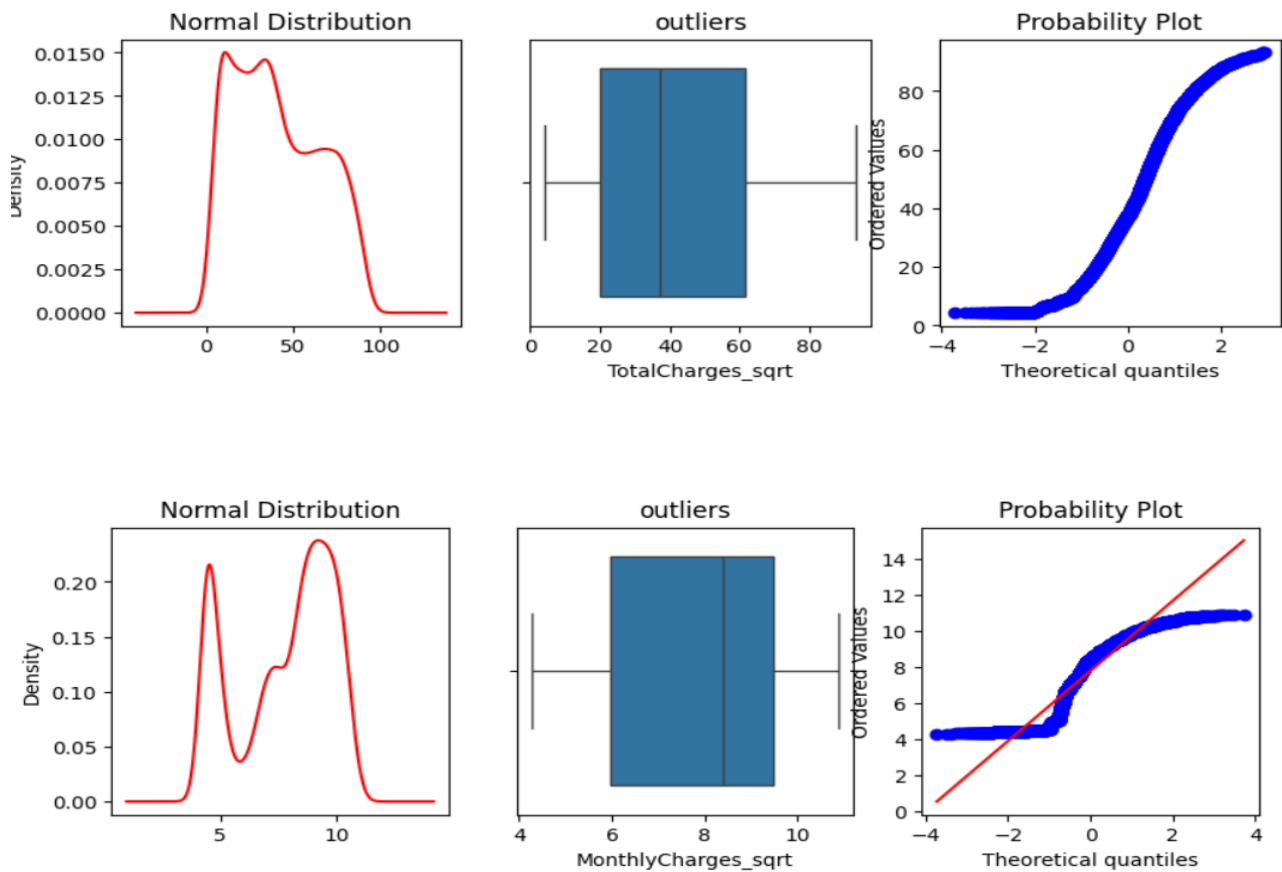 Normal Distribution
outliers
Probability Plot
0.0150
0.0125
0.0100
0.0075
0.0050
0.0025
0.0000
Density
0 50 100
0 20 40 60 80
TotalCharges_sqrt
Ordered Values
80
60
40
20
0
−4 −2 0 2
Theoretical quantiles
Normal Distribution
outliers
Probability Plot
0.20
0.15
0.10
0.05
0.00
Density
5 10
4 6 8 10
MonthlyCharges_sqrt
Ordered Values
14
12
10
8
6
4
2
0
−4 −2 0 2 4
Theoretical quantiles